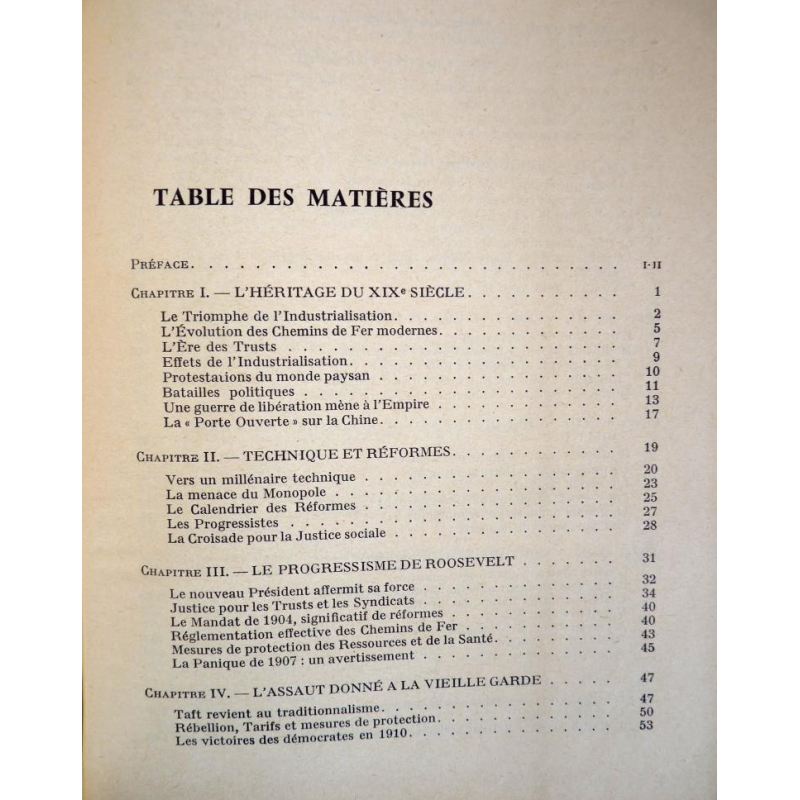 TABLE DES MATIÈRES
PRÉFACE. . . . . . . . . . . . . . . . . . . . . . . . . . . I-II
CHAPITRE I. — L'HÉRITAGE DU XIXe SIÈCLE. . . . . . . . . . 1
Le Triomphe de l'Industrialisation. . . . . . . . . . . . . 2
L'Évolution des Chemins de Fer modernes. . . . . . . . . . 5
L'Ère des Trusts . . . . . . . . . . . . . . . . . . . . . 7
Effets de l'Industrialisation. . . . . . . . . . . . . . . 9
Protestations du monde paysan . . . . . . . . . . . . . . 10
Batailles politiques . . . . . . . . . . . . . . . . . . . 11
Une guerre de libération mène à l'Empire . . . . . . . . . 13
La « Porte Ouverte » sur la Chine. . . . . . . . . . . . . 17
CHAPITRE II. — TECHNIQUE ET RÉFORMES. . . . . . . . . . . 19
Vers un millénaire technique . . . . . . . . . . . . . . . 20
La menace du Monopole . . . . . . . . . . . . . . . . . . 23
Le Calendrier des Réformes . . . . . . . . . . . . . . . . 25
Les Progressistes . . . . . . . . . . . . . . . . . . . . 27
La Croisade pour la Justice sociale . . . . . . . . . . . 28
CHAPITRE III. — LE PROGRESSISME DE ROOSEVELT . . . . . . . 31
Le nouveau Président affermit sa force . . . . . . . . . . 32
Justice pour les Trusts et les Syndicats . . . . . . . . . 34
Le Mandat de 1904, significatif de réformes . . . . . . . 40
Réglementation effective des Chemins de Fer . . . . . . . 40
Mesures de protection des Ressources et de la Santé. . . . 43
La Panique de 1907 : un avertissement . . . . . . . . . . 45
CHAPITRE IV. — L'ASSAUT DONNÉ A LA VIEILLE GARDE . . . . . 47
Taft revient au traditionnalisme. . . . . . . . . . . . . 47
Rébellion, Tarifs et mesures de protection. . . . . . . . 50
Les victoires des démocrates en 1910. . . . . . . . . . . 53